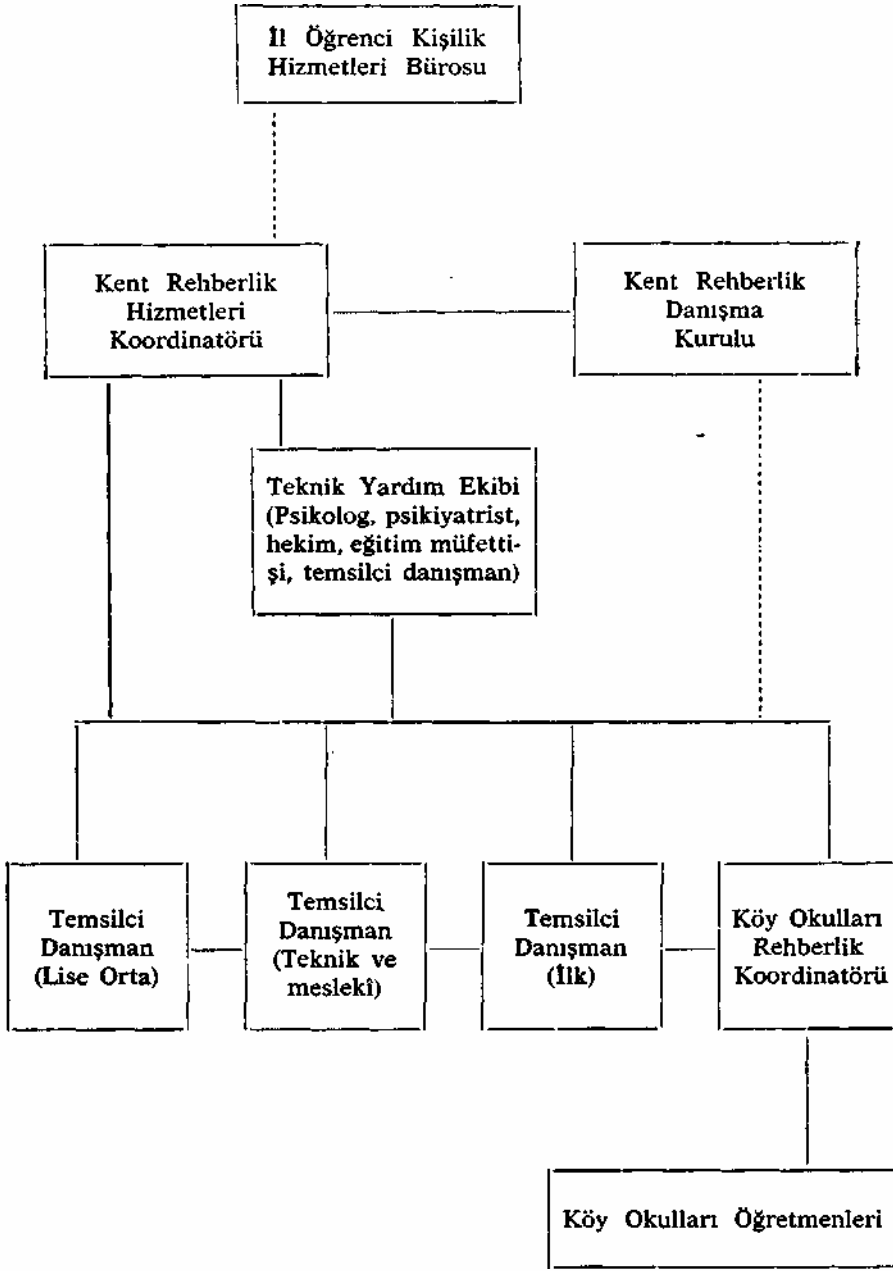 İl Öğrenci Kişilik
Hizmetleri Bürosu
Kent Rehberlik
Hizmetleri
Koordinatörü
Kent Rehberlik
Danışma
Kurulu
Teknik Yardım Ekibi
(Psikolog, psikiyatrist,
hekim, eğitim müfetti-
şi, temsilci danışman)
Temsilci
Danışman
(Lise Orta)
Temsilci
Danışman
(Teknik ve
meslekî)
Temsilci
Danışman
(İlk)
Köy Okulları
Rehberlik
Koordinatörü
Köy Okulları Öğretmenleri